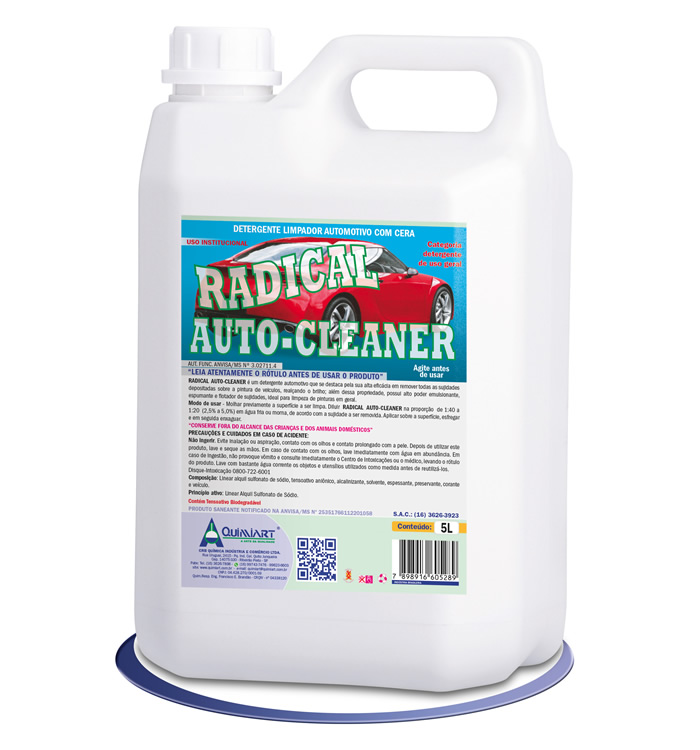 DETERGENTE LIMPADOR AUTOMOTIVO COM CERA
USO INSTITUCIONAL
Categoria
detergente
de uso geral
RADICAL
AUTO-CLEANER
Agite antes
de usar
AUT. FUNC. ANVISA/MS Nº 3.02711.4
"LEIA ATENTAMENTE O RÓTULO ANTES DE USAR O PRODUTO"
RADICAL AUTO-CLEANER é um detergente automotivo que se destaca pela sua alta eficácia em remover todas as sujidades
depositadas sobre a pintura de veículos, realçando o brilho; além dessa propriedade, possui alto poder emulsionante,
espumante e flotador de sujidades, ideal para limpeza de pinturas em geral.
Modo de usar - Molhar previamente a superfície a ser limpa. Diluir RADICAL AUTO-CLEANER na proporção de 1:40 à
1:20 (2,5% a 5,0%) em água fria ou morna, de acordo com a sujidade a ser removida. Aplicar sobre a superfície, esfregar
e em seguida enxaguar.
"CONSERVE FORA DO ALCANCE DAS CRIANÇAS E DOS ANIMAIS DOMÉSTICOS"
PRECAUÇÕES E CUIDADOS EM CASO DE ACIDENTE:
Não ingerir. Evite inalação ou aspiração, contato com os olhos e contato prolongado com a pele. Depois de utilizar este
produto, lave e seque as mãos. Em caso de contato com os olhos, lave imediatamente com água em abundância. Em
caso de ingestão, não provoque vômito e consulte imediatamente o Centro de Intoxicações ou o médico, levando o rótulo
do produto. Lave com bastante água corrente os objetos e utensílios utilizados como medida antes de reutilizá-los.
Disque-Intoxicação 0800-722-6001
Composição: Linear alquil sulfonato de sódio, tensoativo aniônico, alcalinizante, solvente, espessante, preservante, corante
e veículo.
Princípio ativo: Linear Alquil Sulfonato de Sódio.
Contém Tensoativo Biodegradável
PRODUTO SANEANTE NOTIFICADO NA ANVISA/MS Nº 25351766112201058
S.A.C.: (16) 3626-3923
Conteúdo: 5L
QUIMIART
A ARTE DA QUALIDADE
7 898916 605289